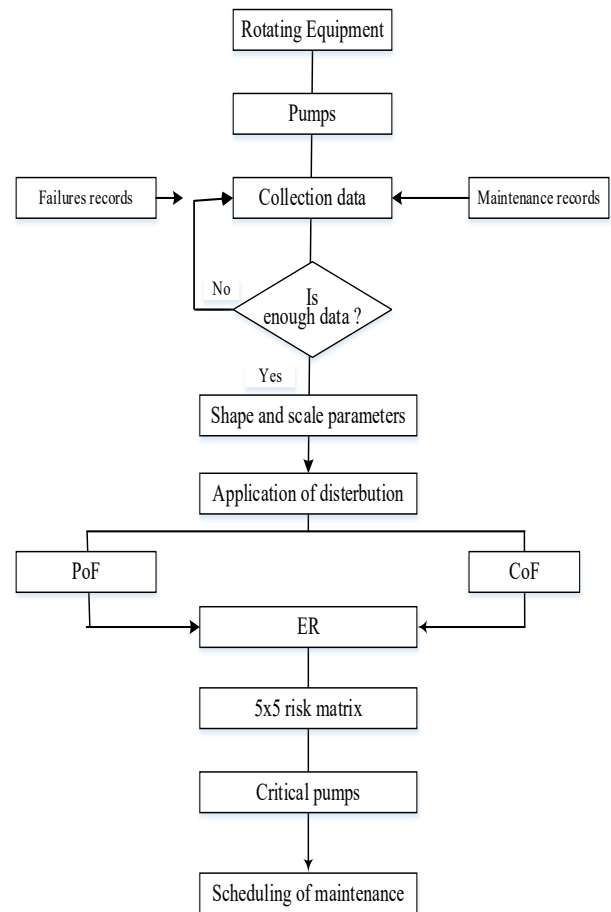 Rotating Equipment
Pumps
Failures records
Collection data
Maintenance records
No
Is
enough data ?
Yes
Shape and scale parameters
Application of disterbution
PoF
CoF
ER
5x5 risk matrix
Critical pumps
Scheduling of maintenance